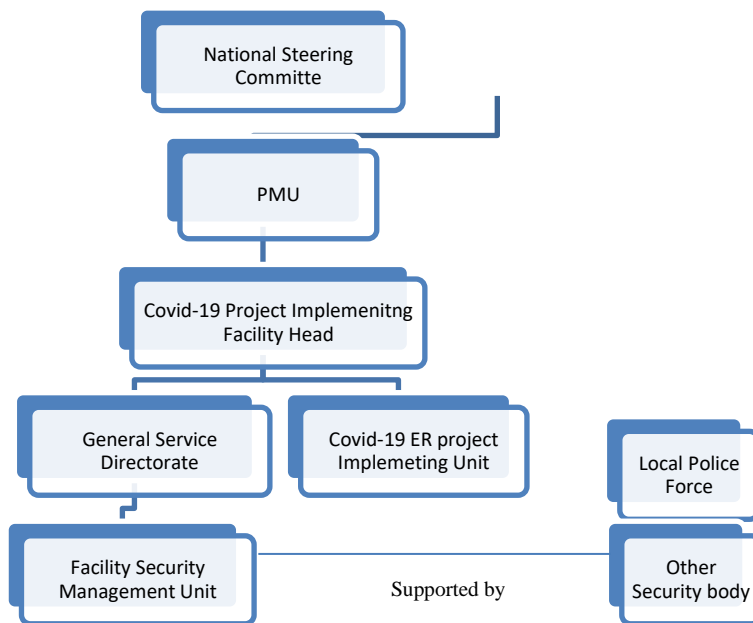 National Steering
Committe
PMU
Covid-19 Project Implemenitng
Facility Head
General Service
Directorate
Covid-19 ER project
Implemeting Unit
Local Police
Force
Facility Security
Management Unit
Supported by
Other
Security body